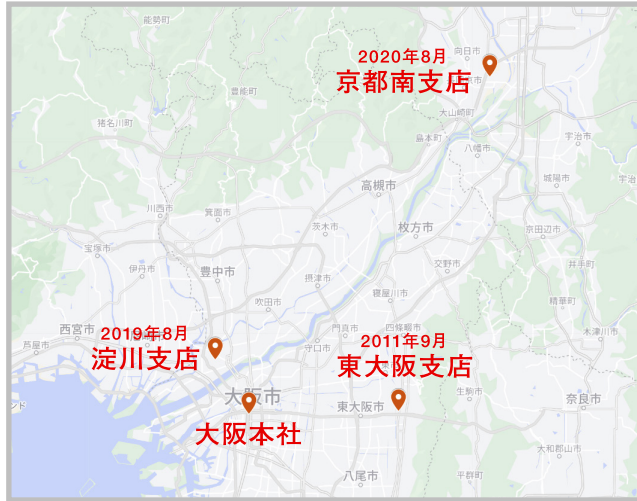 能勢町
2020年8月
京都南支店
向日市
豊能町
大山崎町
猪名川町
島本町
八幡市
宇治市
宇治
高槻市
城陽市
川西市
箕面市
茨木市
枚方市
京田辺市
宝塚市
伊丹市
豊中市
摂津市
交野市
井手町
吹田市
寝屋川市
精華町
2019年8月
2011年9月
西宮市
門真市
四條畷市
木津川市
芦屋市
淀川支店
守口市
東大阪支店
大阪市
生駒市
奈良市
ンド
東大阪市
大阪本社
大和郡山市
八尾市
平群町